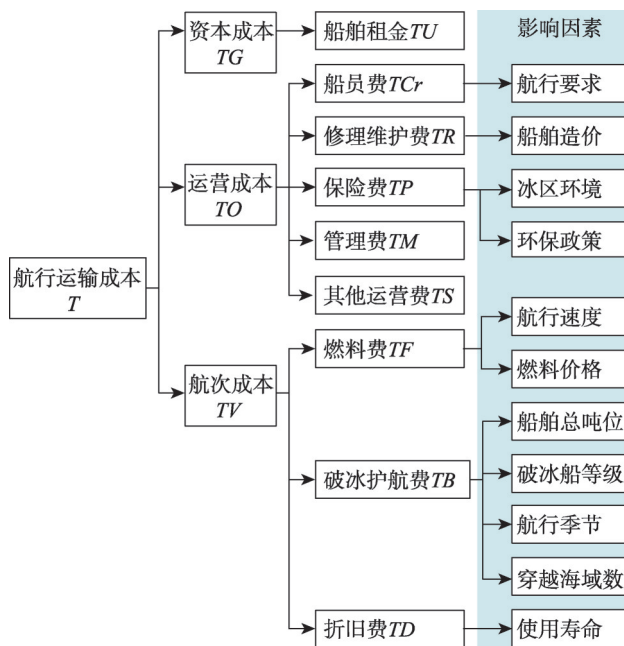 影响因素
资本成本
TG
船舶租金TU
船员费TCr
航行要求
修理维护费TR
船舶造价
运营成本
TO
保险费TP
冰区环境
管理费TM
环保政策
航行运输成本
T
其他运营费TS
航行速度
航次成本
TV
燃料费TF
燃料价格
船舶总吨位
破冰护航费TB
破冰船等级
航行季节
穿越海域数
折旧费TD
使用寿命